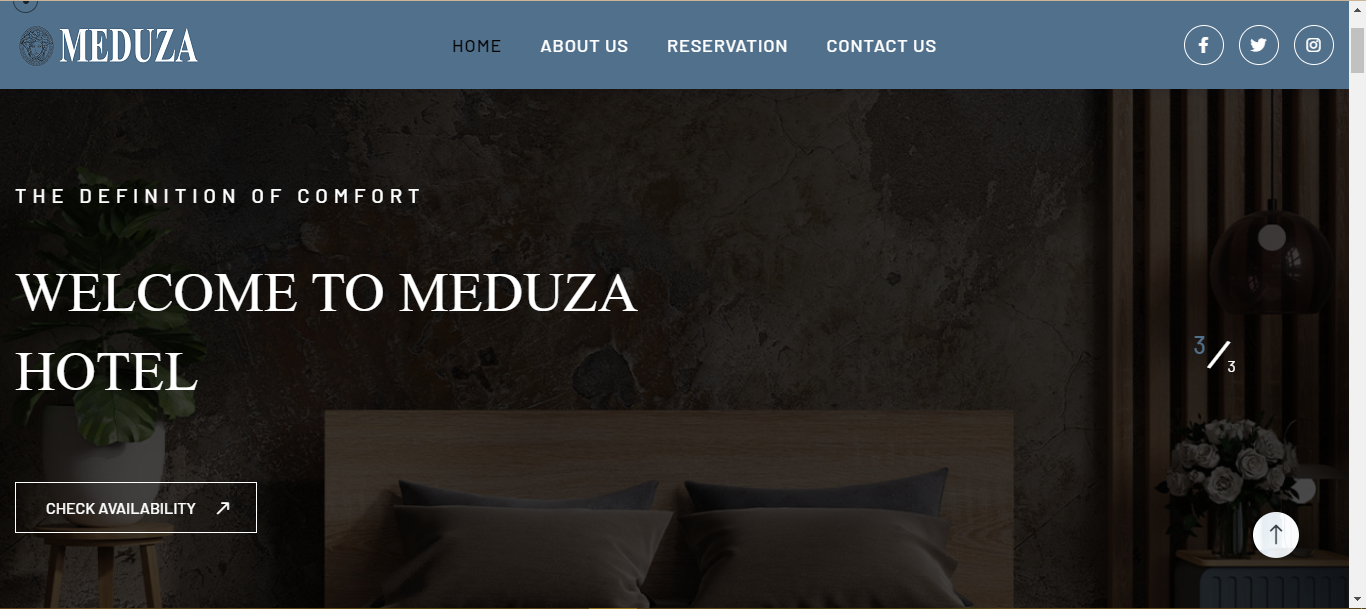 MEDUZA
HOME ABOUT US RESERVATION CONTACT US
THE DEFINITION OF COMFORT
WELCOME TO MEDUZA
HOTEL
3/3
CHECK AVAILABILITY